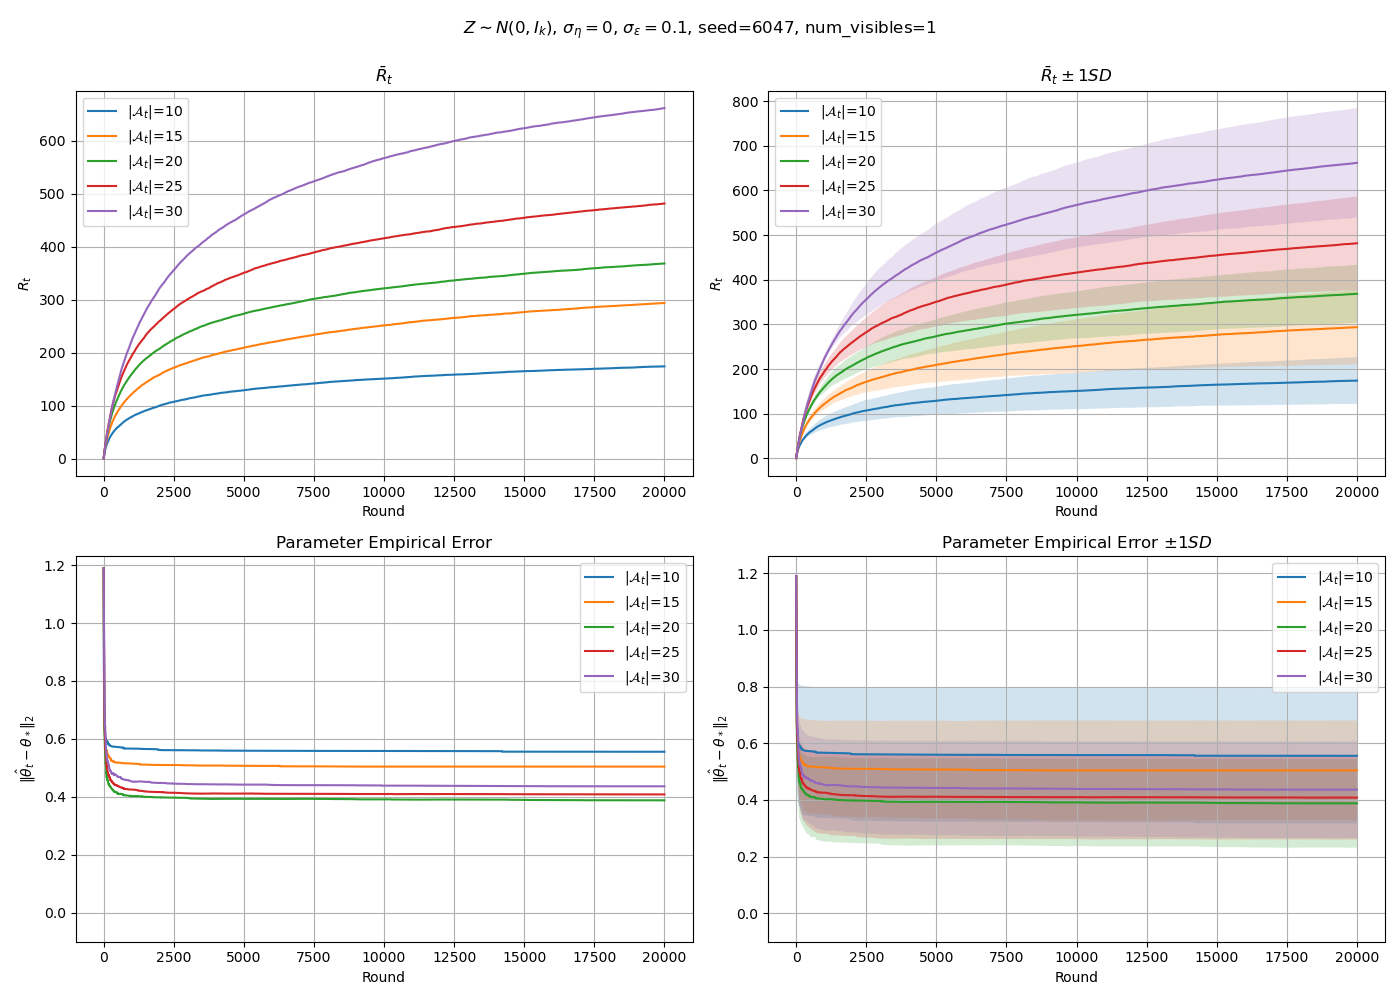 Z ∼ N(0, I_k), σ_η = 0, σ_ε = 0.1, seed=6047, num_visibles=1
R̄_t
R_t
|𝒜_t|=10
|𝒜_t|=15
|𝒜_t|=20
|𝒜_t|=25
|𝒜_t|=30
600
500
400
300
200
100
0
0 2500 5000 7500 10000 12500 15000 17500 20000
Round
R̄_t ± 1SD
R_t
|𝒜_t|=10
|𝒜_t|=15
|𝒜_t|=20
|𝒜_t|=25
|𝒜_t|=30
800
700
600
500
400
300
200
100
0
0 2500 5000 7500 10000 12500 15000 17500 20000
Round
Parameter Empirical Error
‖θ̂_t − θ_*‖_2
|𝒜_t|=10
|𝒜_t|=15
|𝒜_t|=20
|𝒜_t|=25
|𝒜_t|=30
1.2
1.0
0.8
0.6
0.4
0.2
0.0
0 2500 5000 7500 10000 12500 15000 17500 20000
Round
Parameter Empirical Error ±1SD
‖θ̂_t − θ_*‖_2
|𝒜_t|=10
|𝒜_t|=15
|𝒜_t|=20
|𝒜_t|=25
|𝒜_t|=30
1.2
1.0
0.8
0.6
0.4
0.2
0.0
0 2500 5000 7500 10000 12500 15000 17500 20000
Round